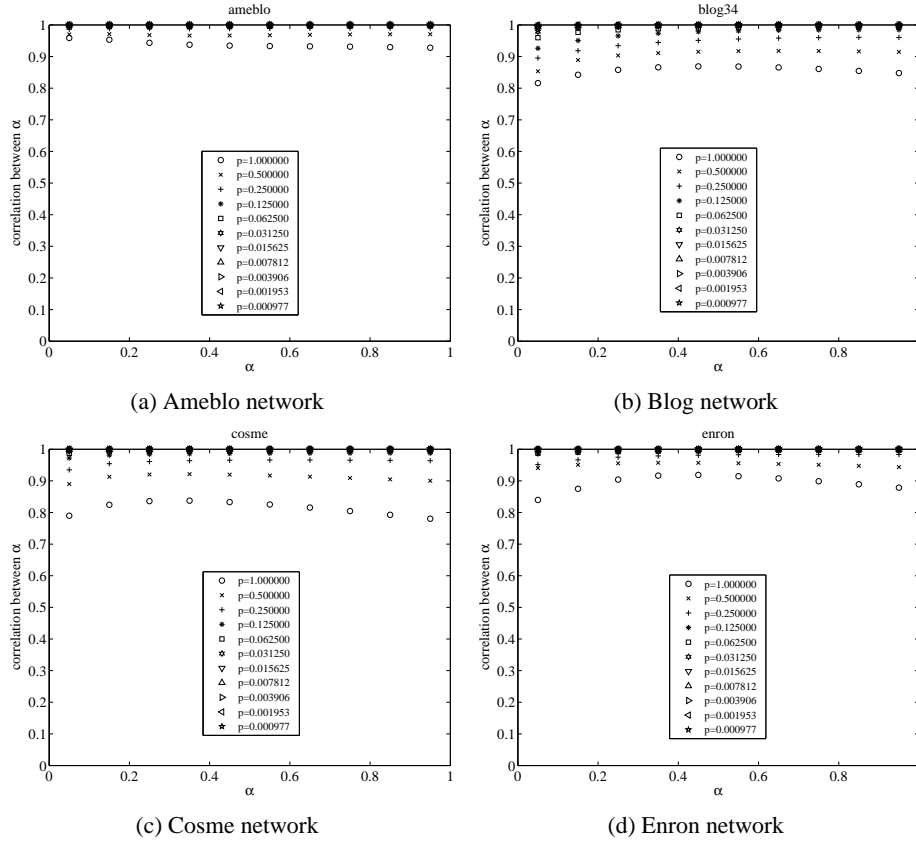 ameblo
1
0.9
0.8
0.7
0.6
0.5
0.4
0.3
0.2
0.1
0
correlation between α
p=1.000000
p=0.500000
p=0.250000
p=0.125000
p=0.062500
p=0.031250
p=0.015625
p=0.007812
p=0.003906
p=0.001953
p=0.000977
0 0.2 0.4 0.6 0.8 1
α
(a) Ameblo network
blog34
1
0.9
0.8
0.7
0.6
0.5
0.4
0.3
0.2
0.1
0
correlation between α
p=1.000000
p=0.500000
p=0.250000
p=0.125000
p=0.062500
p=0.031250
p=0.015625
p=0.007812
p=0.003906
p=0.001953
p=0.000977
0 0.2 0.4 0.6 0.8 1
α
(b) Blog network
cosme
1
0.9
0.8
0.7
0.6
0.5
0.4
0.3
0.2
0.1
0
correlation between α
p=1.000000
p=0.500000
p=0.250000
p=0.125000
p=0.062500
p=0.031250
p=0.015625
p=0.007812
p=0.003906
p=0.001953
p=0.000977
0 0.2 0.4 0.6 0.8 1
α
(c) Cosme network
enron
1
0.9
0.8
0.7
0.6
0.5
0.4
0.3
0.2
0.1
0
correlation between α
p=1.000000
p=0.500000
p=0.250000
p=0.125000
p=0.062500
p=0.031250
p=0.015625
p=0.007812
p=0.003906
p=0.001953
p=0.000977
0 0.2 0.4 0.6 0.8 1
α
(d) Enron network